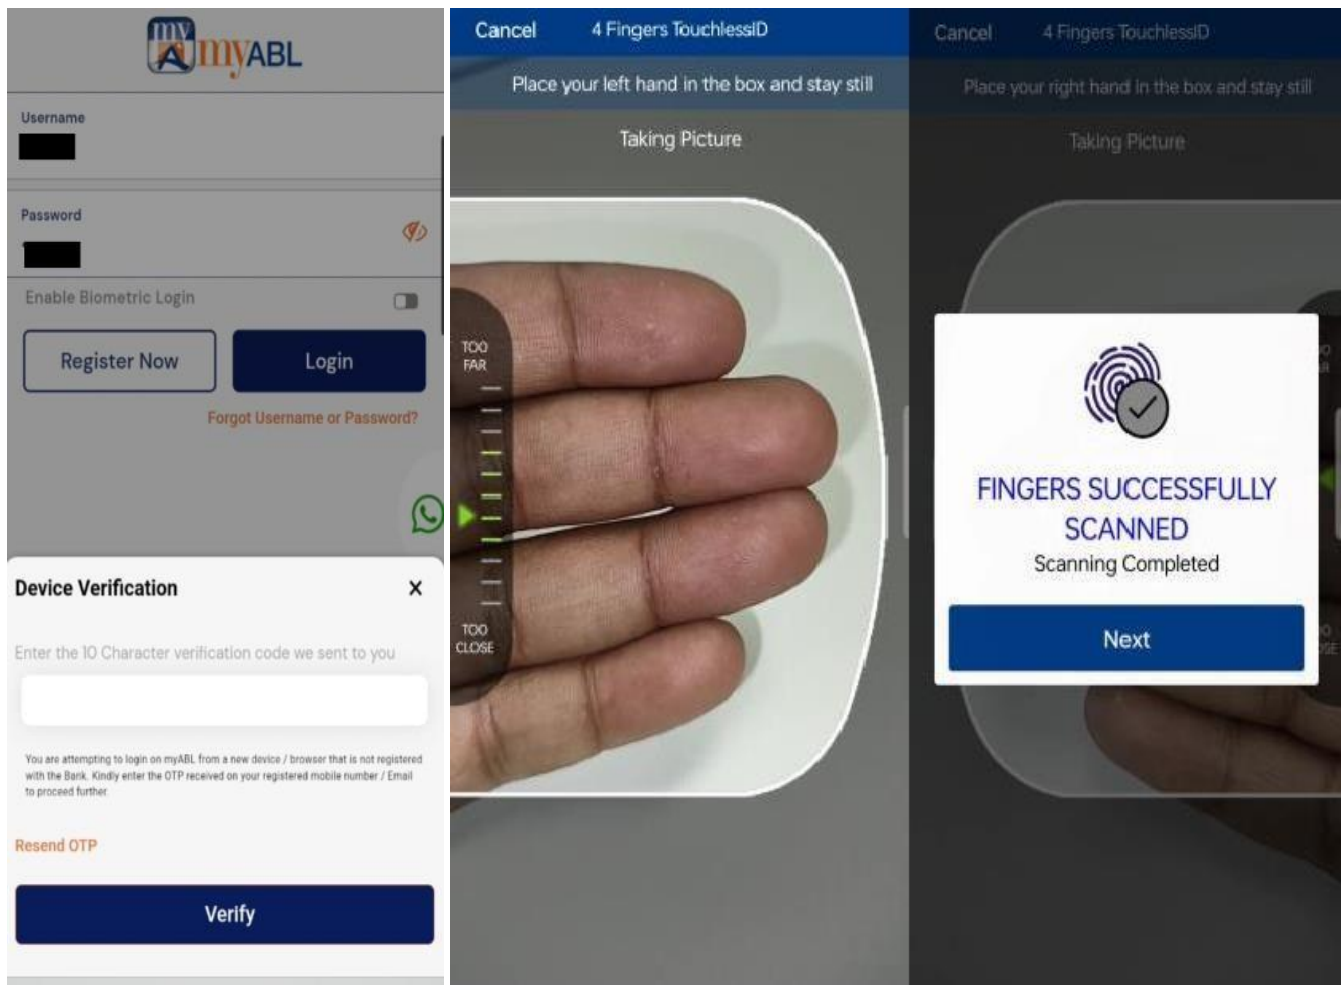 my
myABL
Username
Password
Enable Biometric Login
Register Now
Login
Forgot Username or Password?
Device Verification
X
Enter the 10 Character verification code we sent to you
You are attempting to login on myABL from a new device / browser that is not registered
with the Bank. Kindly enter the OTP received on your registered mobile number / Email
to proceed further.
Resend OTP
Verify
Cancel
4 Fingers TouchlessID
Place your left hand in the box and stay still
Taking Picture
TOO
FAR
TOO
CLOSE
Cancel
4 Fingers TouchlessID
Place your right hand in the box and stay still
Taking Picture
FINGERS SUCCESSFULLY
SCANNED
Scanning Completed
Next